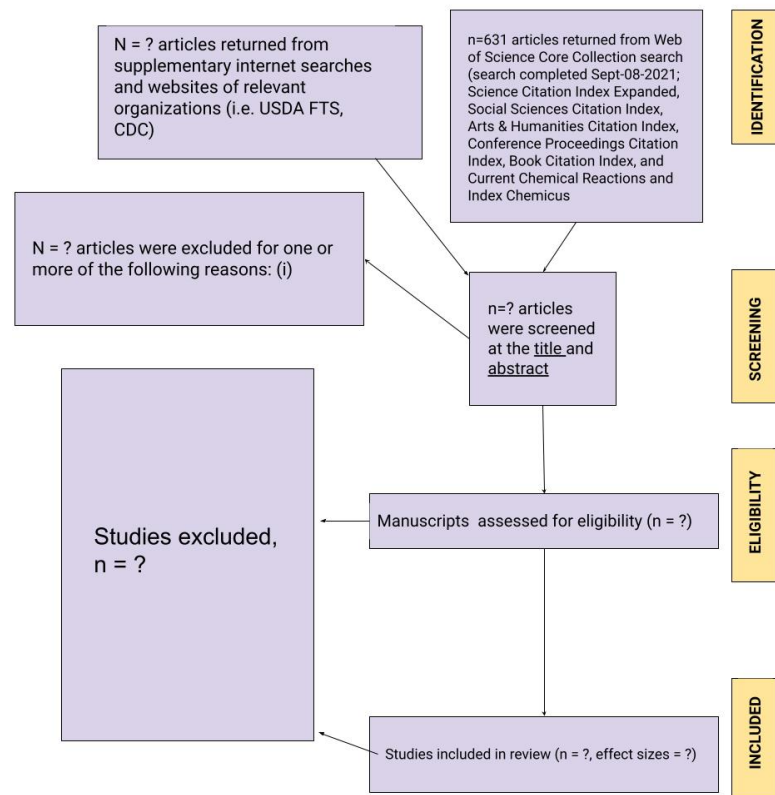 N = ? articles returned from
supplementary internet searches
and websites of relevant
organizations (i.e. USDA FTS,
CDC)
n=631 articles returned from Web
of Science Core Collection search
(search completed Sept-08-2021;
Science Citation Index Expanded,
Social Sciences Citation Index,
Arts & Humanities Citation Index,
Conference Proceedings Citation
Index, Book Citation Index, and
Current Chemical Reactions and
Index Chemicus
IDENTIFICATION
N = ? articles were excluded for one or
more of the following reasons: (i)
n=? articles
were screened
at the title and
abstract
SCREENING
Studies excluded,
n = ?
Manuscripts assessed for eligibility (n = ?)
ELIGIBILITY
Studies included in review (n = ?, effect sizes = ?)
INCLUDED